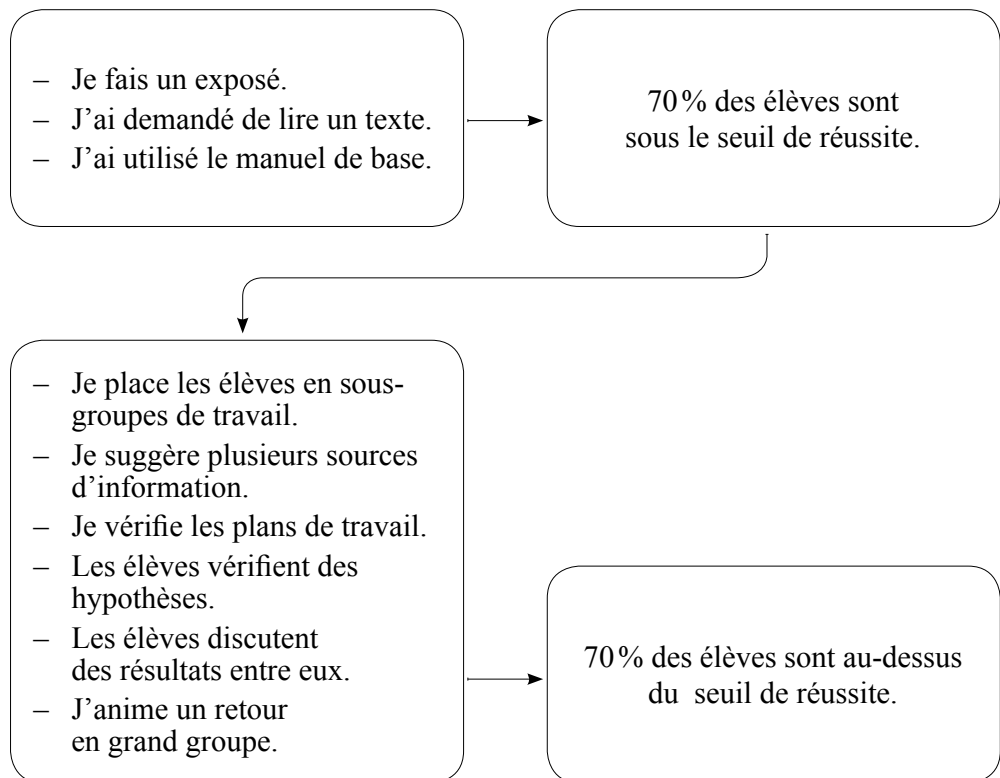 – Je fais un exposé.
– J’ai demandé de lire un texte.
– J’ai utilisé le manuel de base.
70 % des élèves sont
sous le seuil de réussite.
– Je place les élèves en sous-
groupes de travail.
– Je suggère plusieurs sources
d’information.
– Je vérifie les plans de travail.
– Les élèves vérifient des
hypothèses.
– Les élèves discutent
des résultats entre eux.
– J’anime un retour
en grand groupe.
70 % des élèves sont au-dessus
du seuil de réussite.